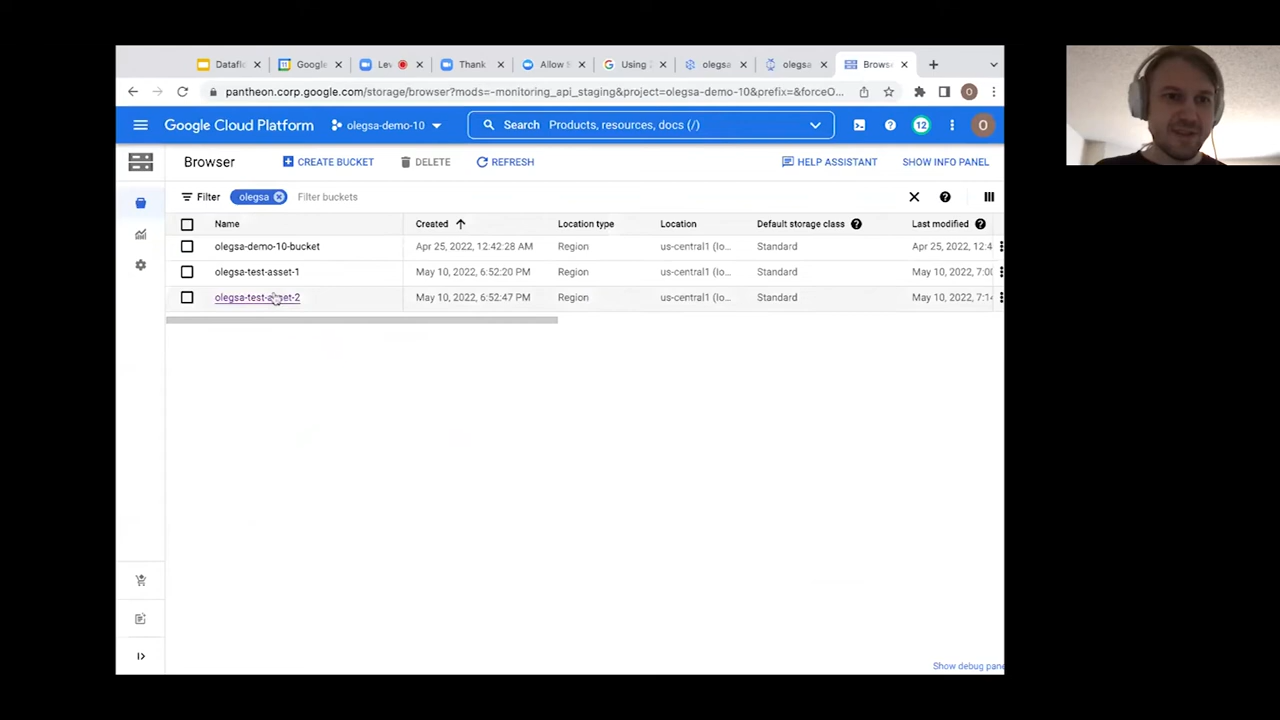 Dataflo
Google
Lev
Thank
Allow S
Using 2
olegsa
olegsa
Brows
pantheon.corp.google.com/storage/browser?mods=-monitoring_api_staging&project=olegsa-demo-10&prefix=&forceO...
O
Google Cloud Platform olegsa-demo-10 Search Products, resources, docs (/) 12 O
Browser CREATE BUCKET DELETE REFRESH HELP ASSISTANT SHOW INFO PANEL
Filter olegsa Filter buckets
Name Created Location type Location Default storage class Last modified
olegsa-demo-10-bucket Apr 25, 2022, 12:42:28 AM Region us-central1 (Io... Standard Apr 25, 2022, 12:4
olegsa-test-asset-1 May 10, 2022, 6:52:20 PM Region us-central1 (Io... Standard May 10, 2022, 7:00
olegsa-test-asset-2 May 10, 2022, 6:52:47 PM Region us-central1 (Io... Standard May 10, 2022, 7:14
Show debug pane